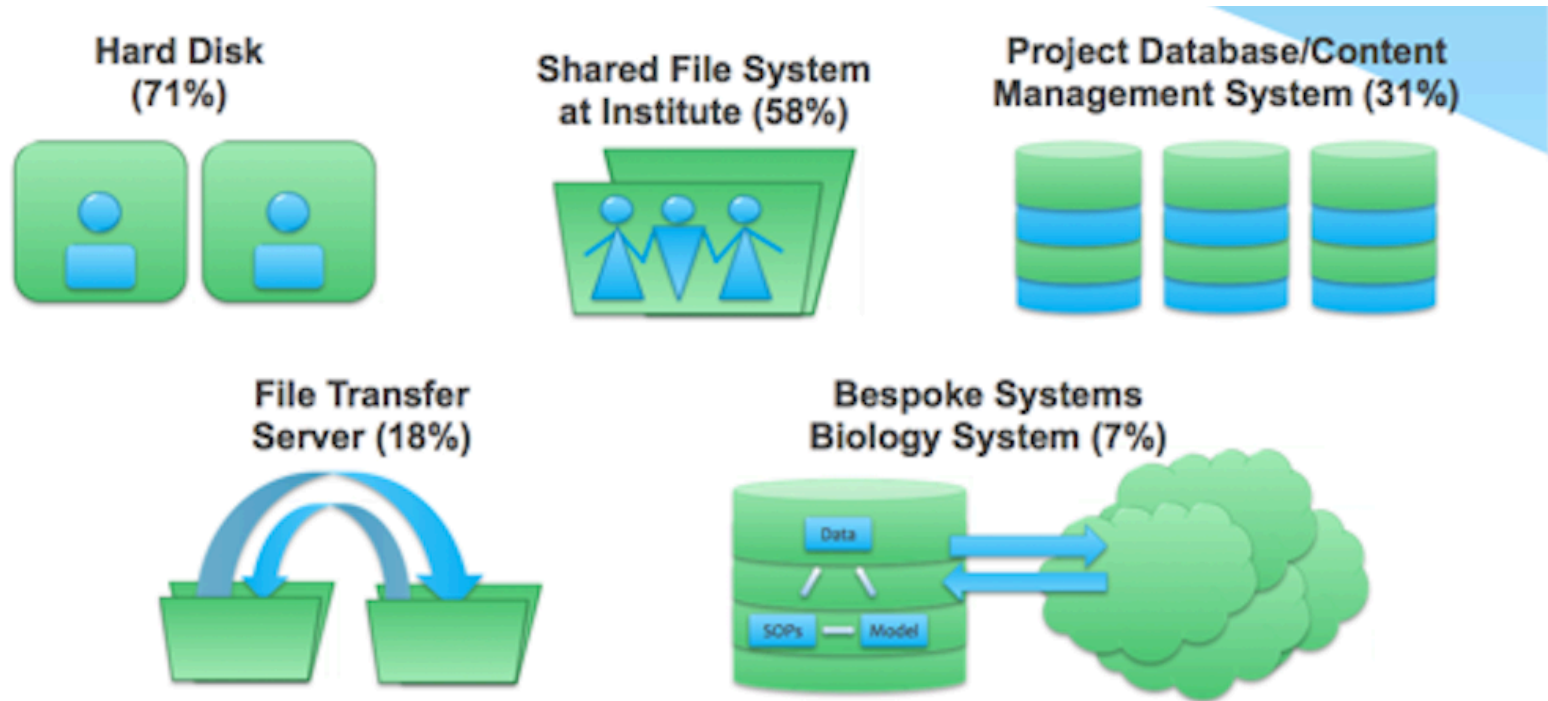 Hard Disk
(71%)
Shared File System
at Institute (58%)
Project Database/Content
Management System (31%)
File Transfer
Server (18%)
Bespoke Systems
Biology System (7%)
Data
SOPs
Model